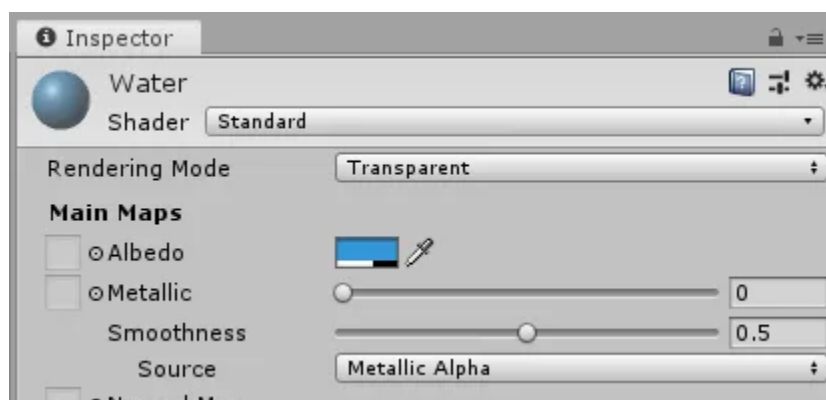 Inspector
Water
Shader Standard
Rendering Mode Transparent
Main Maps
Albedo
Metallic 0
Smoothness 0.5
Source Metallic Alpha